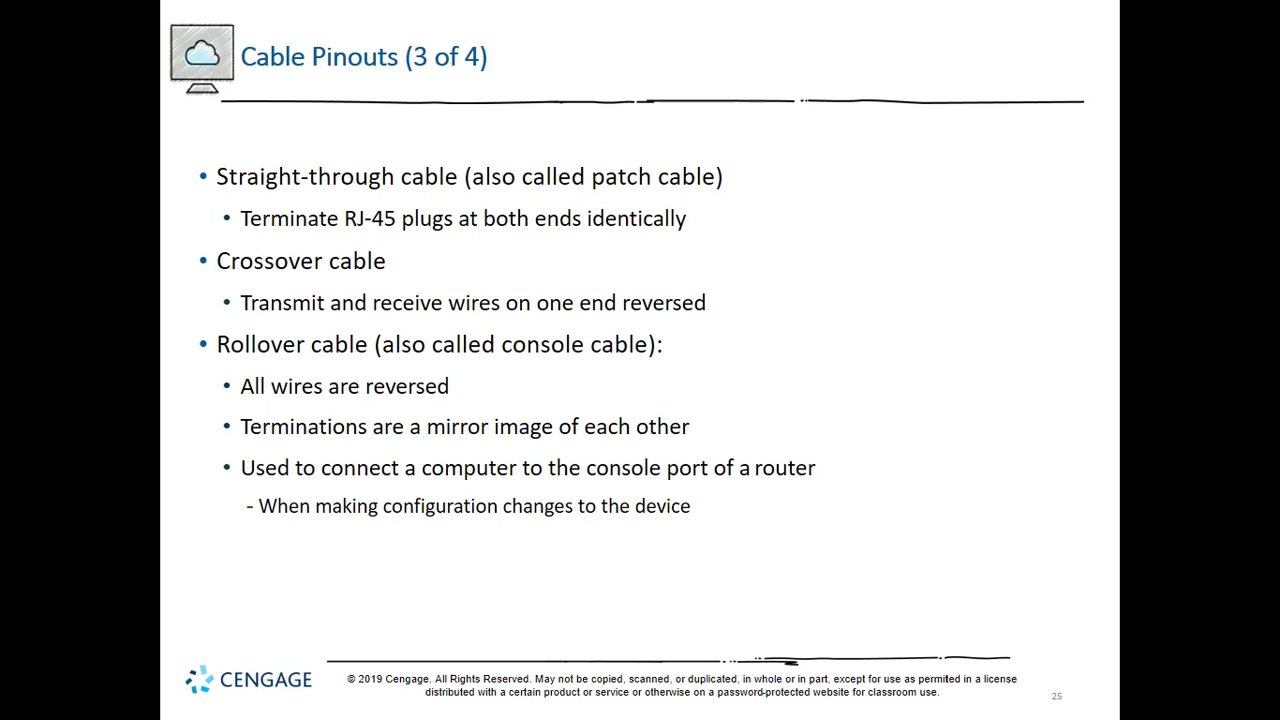 Cable Pinouts (3 of 4)
• Straight-through cable (also called patch cable)
• Terminate RJ-45 plugs at both ends identically
• Crossover cable
• Transmit and receive wires on one end reversed
• Rollover cable (also called console cable):
• All wires are reversed
• Terminations are a mirror image of each other
• Used to connect a computer to the console port of a router
- When making configuration changes to the device
CENGAGE
© 2019 Cengage. All Rights Reserved. May not be copied, scanned, or duplicated, in whole or in part, except for use as permitted in a license
distributed with a certain product or service or otherwise on a password-protected website for classroom use.
25